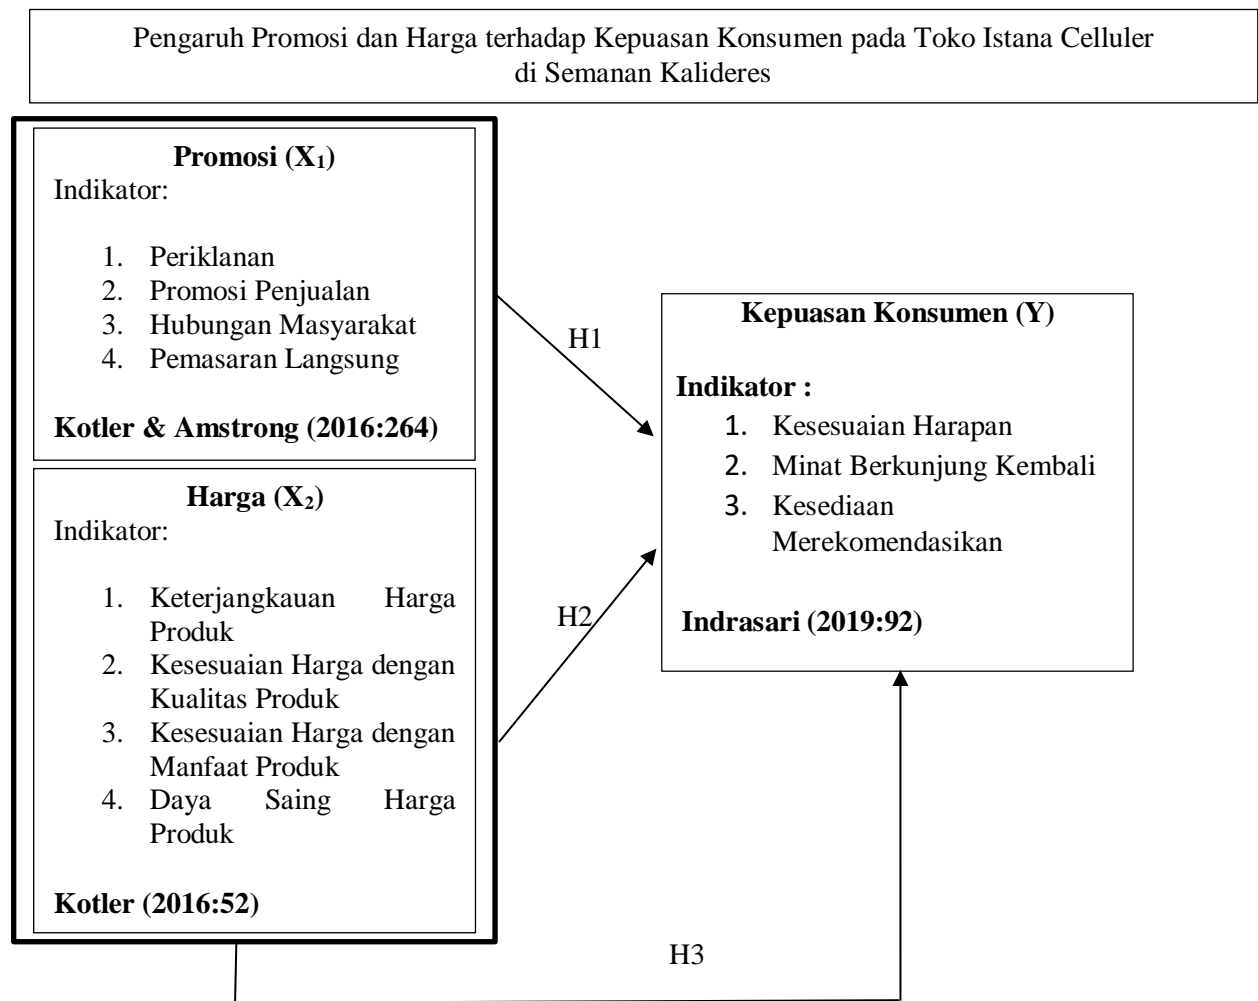 Pengaruh Promosi dan Harga terhadap Kepuasan Konsumen pada Toko Istana Celluler
di Semanan Kalideres
Promosi (X₁)
Indikator:
1. Periklanan
2. Promosi Penjualan
3. Hubungan Masyarakat
4. Pemasaran Langsung
Kotler & Amstrong (2016:264)
Harga (X₂)
Indikator:
1. Keterjangkauan Harga
Produk
2. Kesesuaian Harga dengan
Kualitas Produk
3. Kesesuaian Harga dengan
Manfaat Produk
4. Daya Saing Harga
Produk
Kotler (2016:52)
H1
H2
Kepuasan Konsumen (Y)
Indikator :
1. Kesesuaian Harapan
2. Minat Berkunjung Kembali
3. Kesediaan
Merekomendasikan
Indrasari (2019:92)
H3